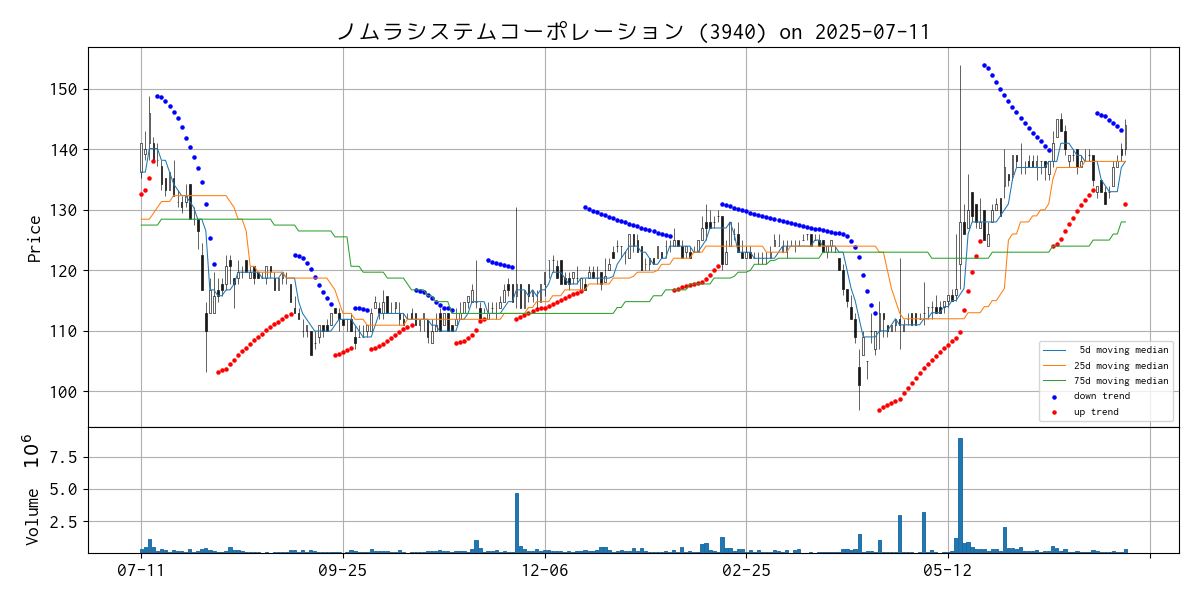 ノムラシステムコーポレーション (3940) on 2025-07-11
Price
150
140
130
120
110
100
5d moving median
25d moving median
75d moving median
down trend
up trend
Volume 10^6
7.5
5.0
2.5
07-11
09-25
12-06
02-25
05-12